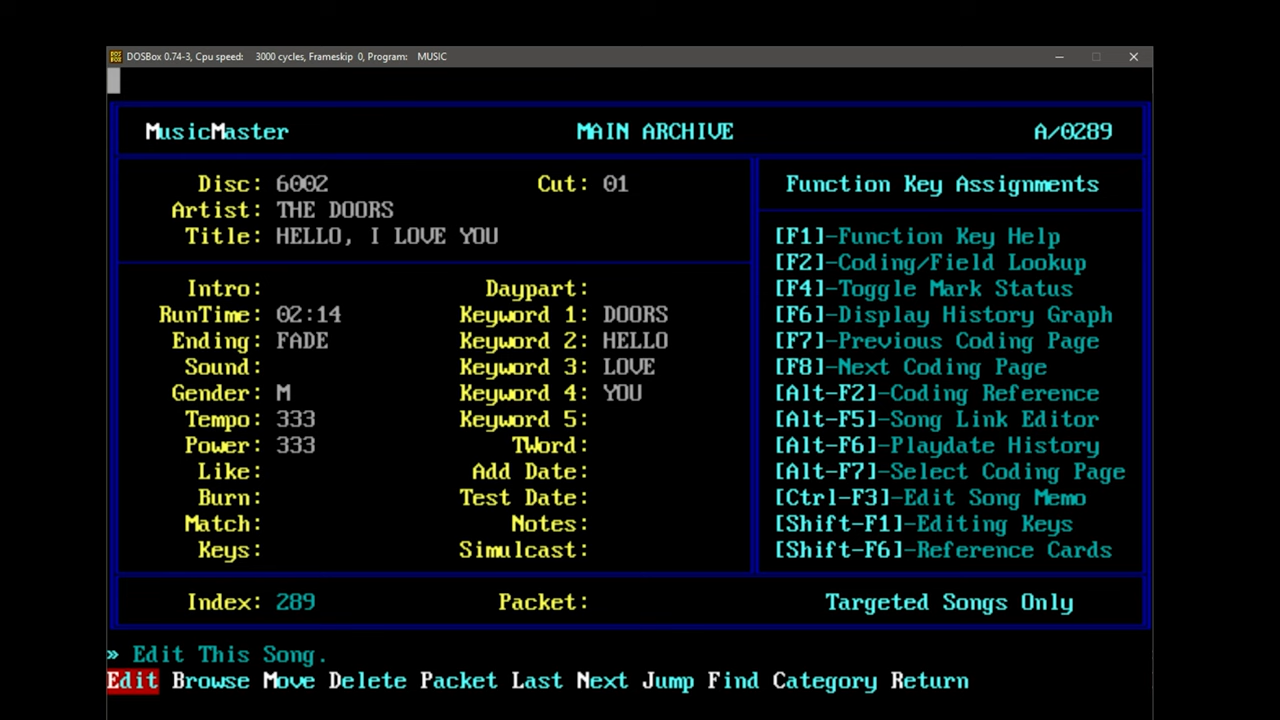 DOSBox 0.74-3, Cpu speed: 3000 cycles, Frameskip 0, Program: MUSIC
MusicMaster MAIN ARCHIVE A/0289
Disc: 6002 Cut: 01
Artist: THE DOORS
Title: HELLO, I LOVE YOU
Intro: Daypart:
RunTime: 02:14 Keyword 1: DOORS
Ending: FADE Keyword 2: HELLO
Sound: Keyword 3: LOVE
Gender: M Keyword 4: YOU
Tempo: 333 Keyword 5:
Power: 333 TWord:
Like: Add Date:
Burn: Test Date:
Match: Notes:
Keys: Simulcast:
Function Key Assignments
[F1]-Function Key Help
[F2]-Coding/Field Lookup
[F4]-Toggle Mark Status
[F6]-Display History Graph
[F7]-Previous Coding Page
[F8]-Next Coding Page
[Alt-F2]-Coding Reference
[Alt-F5]-Song Link Editor
[Alt-F6]-Playdate History
[Alt-F7]-Select Coding Page
[Ctrl-F3]-Edit Song Memo
[Shift-F1]-Editing Keys
[Shift-F6]-Reference Cards
Index: 289 Packet: Targeted Songs Only
» Edit This Song.
Edit Browse Move Delete Packet Last Next Jump Find Category Return